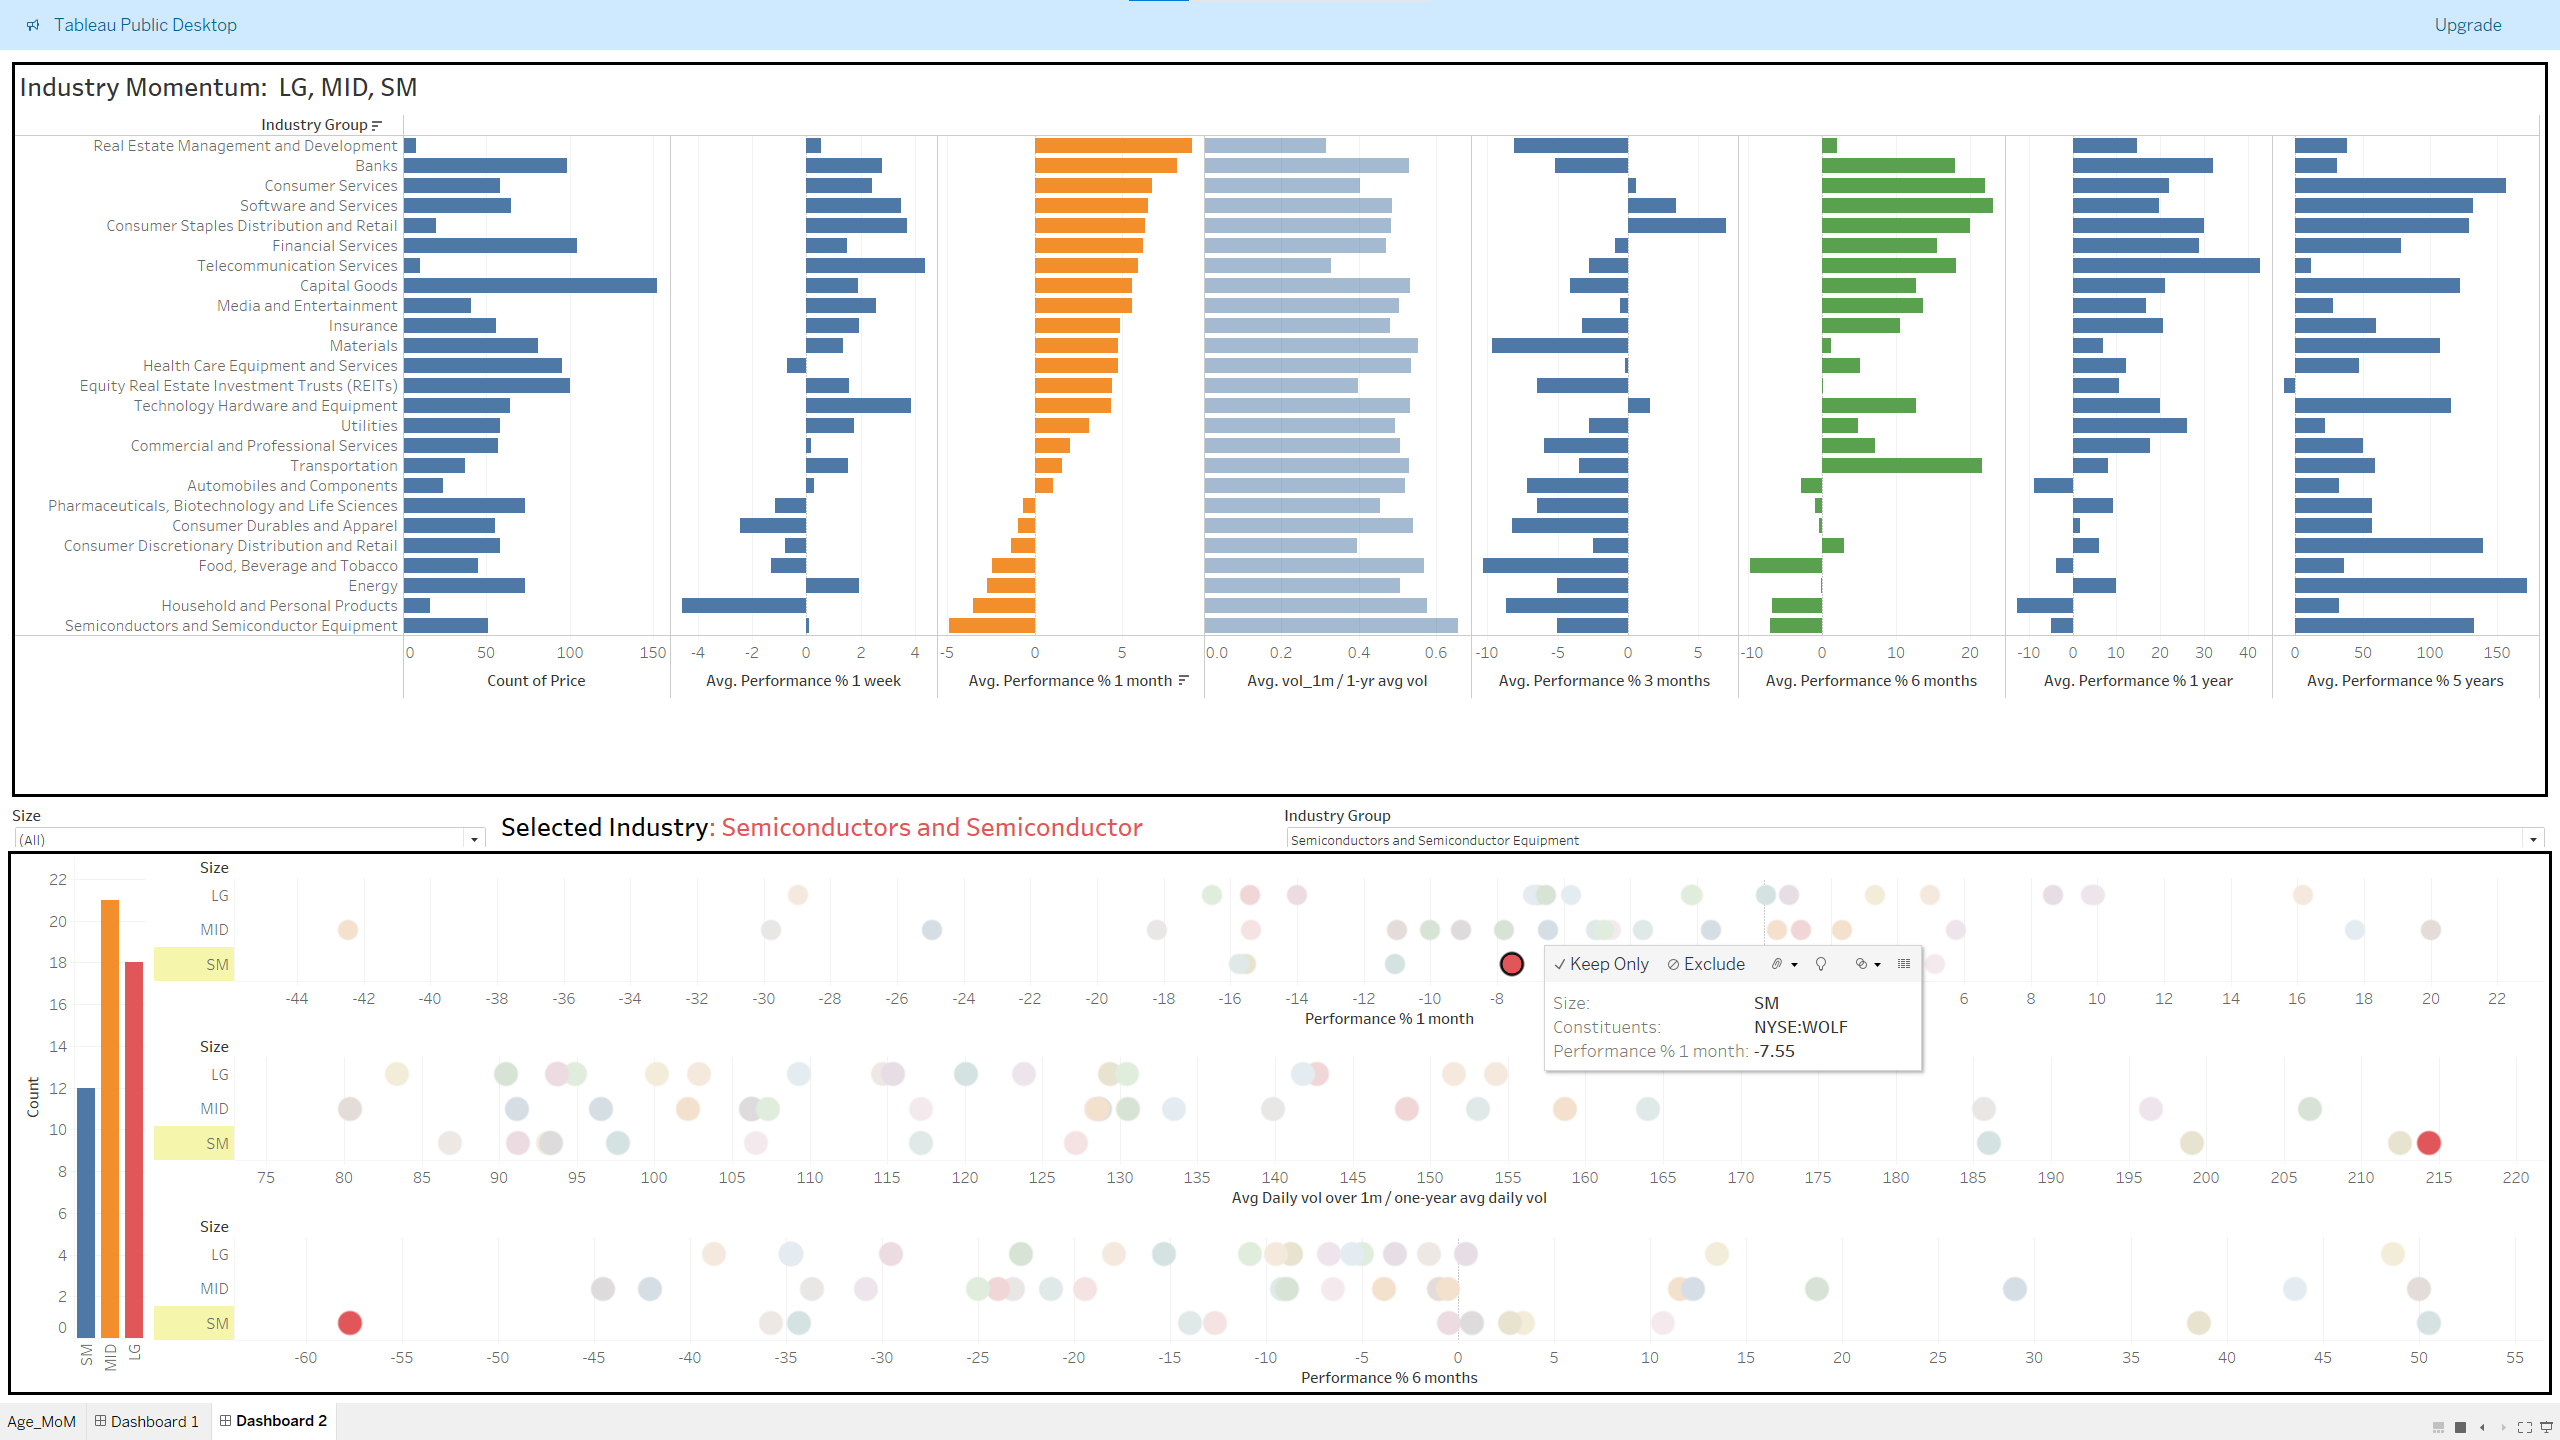 Tableau Public Desktop
Upgrade
Industry Momentum: LG, MID, SM
Industry Group
Real Estate Management and Development
Banks
Consumer Services
Software and Services
Consumer Staples Distribution and Retail
Financial Services
Telecommunication Services
Capital Goods
Media and Entertainment
Insurance
Materials
Health Care Equipment and Services
Equity Real Estate Investment Trusts (REITs)
Technology Hardware and Equipment
Utilities
Commercial and Professional Services
Transportation
Automobiles and Components
Pharmaceuticals, Biotechnology and Life Sciences
Consumer Durables and Apparel
Consumer Discretionary Distribution and Retail
Food, Beverage and Tobacco
Energy
Household and Personal Products
Semiconductors and Semiconductor Equipment
0 50 100 150 -4 -2 0 2 4 -5 0 5 0.0 0.2 0.4 0.6 -10 -5 0 5 -10 0 10 20 -10 0 10 20 30 40 0 50 100 150
Count of Price
Avg. Performance % 1 week
Avg. Performance % 1 month
Avg. vol_1m / 1-yr avg vol
Avg. Performance % 3 months
Avg. Performance % 6 months
Avg. Performance % 1 year
Avg. Performance % 5 years
Size
(All)
Selected Industry: Semiconductors and Semiconductor
Industry Group
Semiconductors and Semiconductor Equipment
Count
22
20
18
16
14
12
10
8
6
4
2
0
SM MID LG
Size
LG
MID
SM
-44 -42 -40 -38 -36 -34 -32 -30 -28 -26 -24 -22 -20 -18 -16 -14 -12 -10 -8 6 8 10 12 14 16 18 20 22
Performance % 1 month
Keep Only Exclude
Size: SM
Constituents: NYSE:WOLF
Performance % 1 month: -7.55
Size
LG
MID
SM
75 80 85 90 95 100 105 110 115 120 125 130 135 140 145 150 155 160 165 170 175 180 185 190 195 200 205 210 215 220
Avg Daily vol over 1m / one-year avg daily vol
Size
LG
MID
SM
-60 -55 -50 -45 -40 -35 -30 -25 -20 -15 -10 -5 0 5 10 15 20 25 30 35 40 45 50 55
Performance % 6 months
Age_MoM
Dashboard 1
Dashboard 2